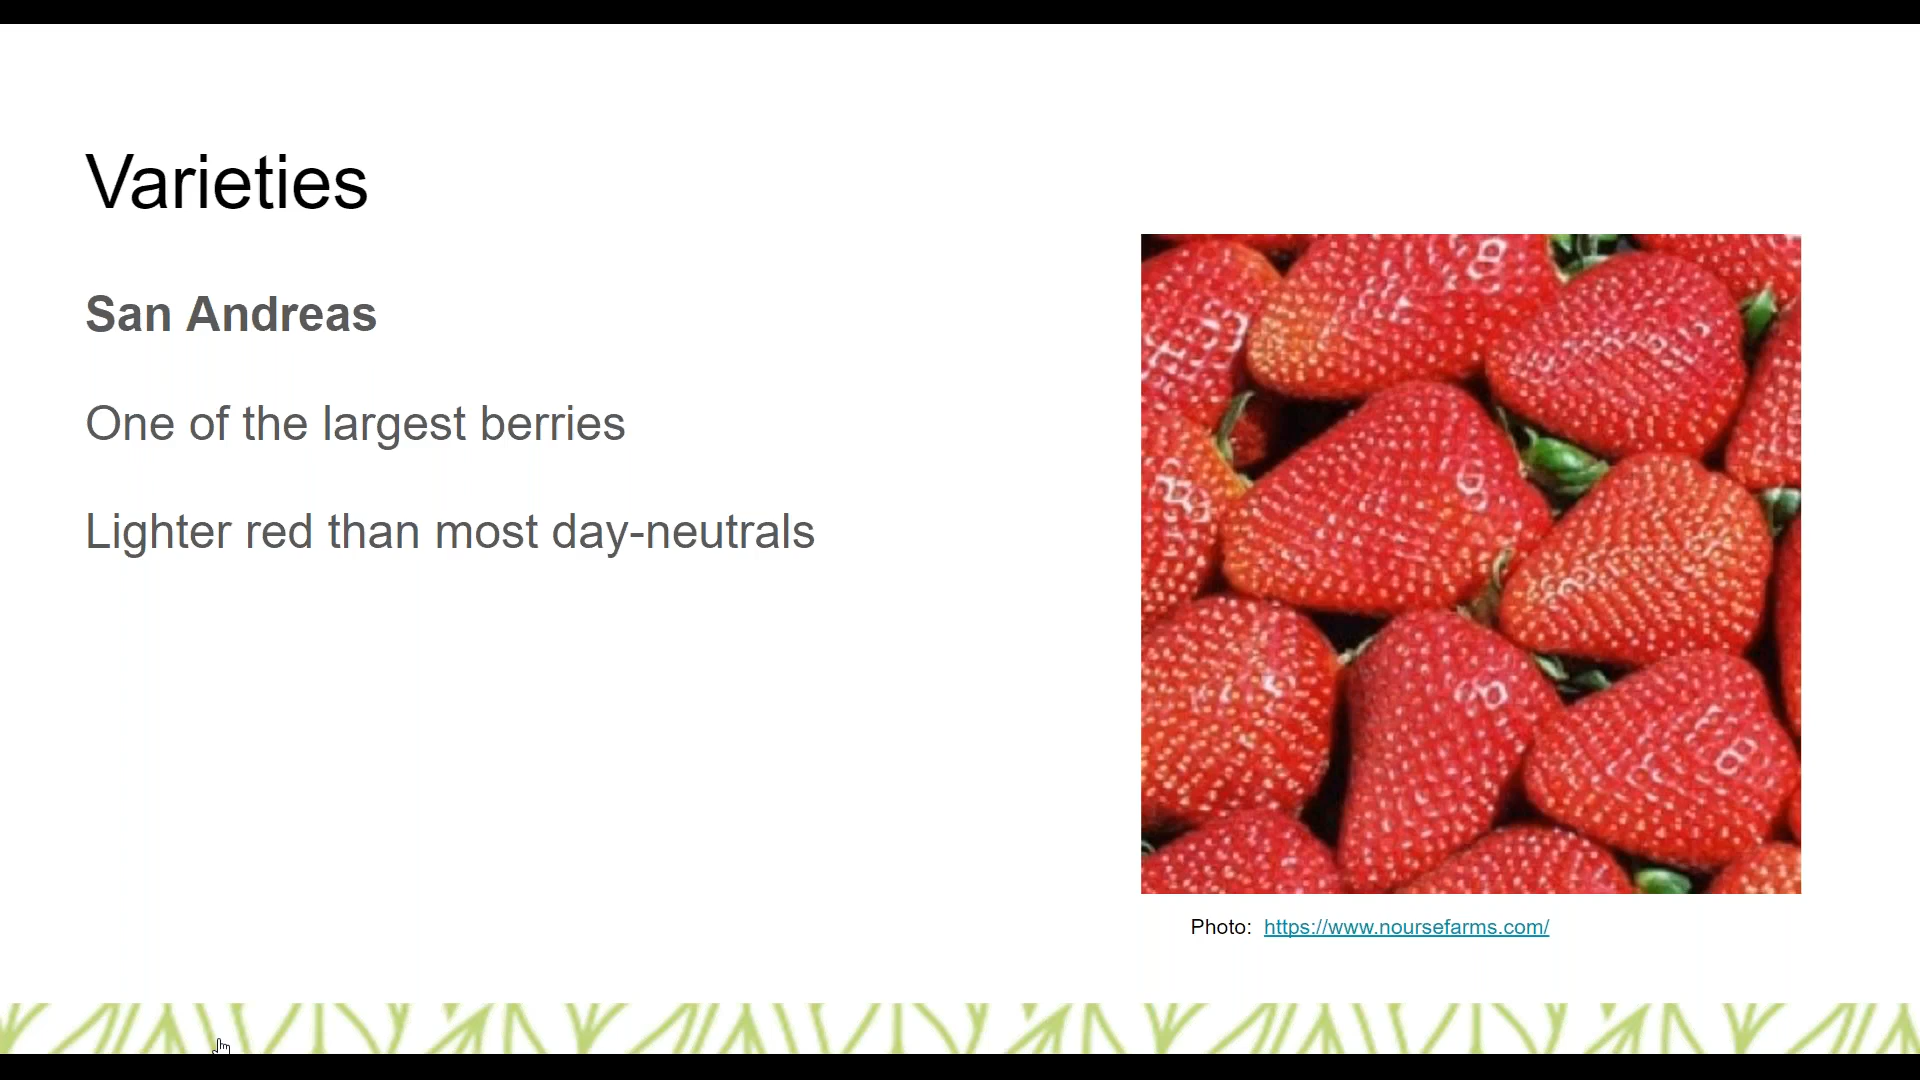 Varieties
San Andreas
One of the largest berries
Lighter red than most day-neutrals
Photo: https://www.noursefarms.com/